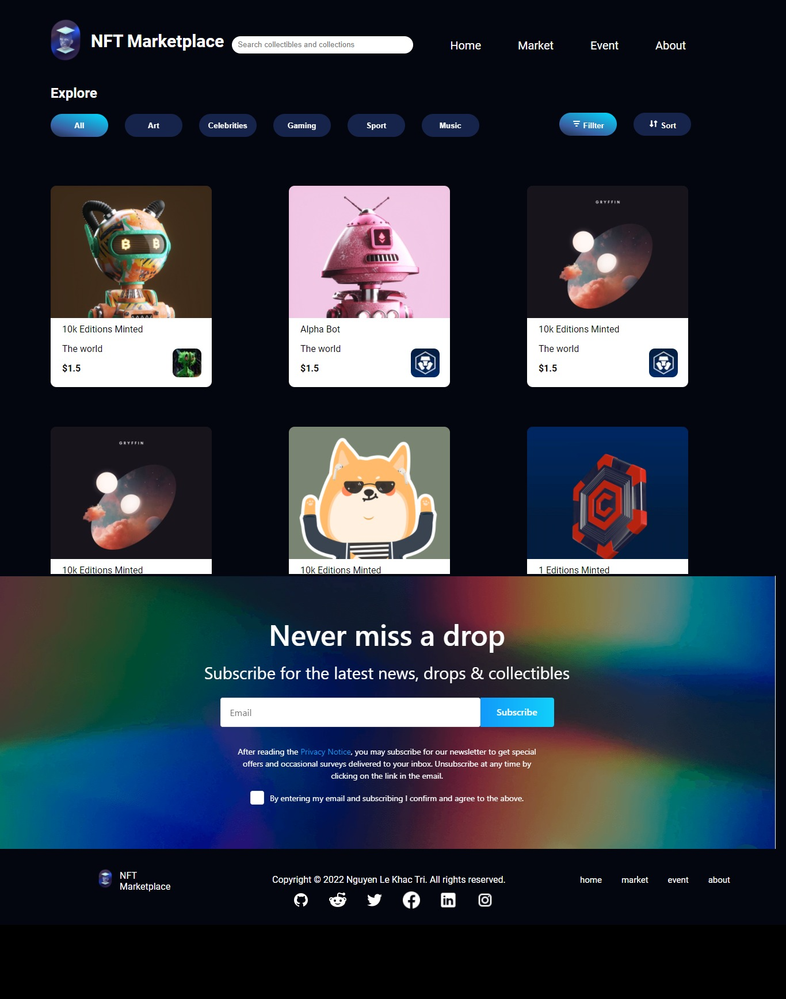 NFT Marketplace
Search collectibles and collections
Home
Market
Event
About
Explore
All
Art
Celebrities
Gaming
Sport
Music
Fillter
Sort
GRYFFIN
10k Editions Minted
The world
$1.5
Alpha Bot
The world
$1.5
10k Editions Minted
The world
$1.5
GRYFFIN
10k Editions Minted
10k Editions Minted
1 Editions Minted
Never miss a drop
Subscribe for the latest news, drops & collectibles
Email
Subscribe
After reading the Privacy Notice, you may subscribe for our newsletter to get special
offers and occasional surveys delivered to your inbox. Unsubscribe at any time by
clicking on the link in the email.
By entering my email and subscribing I confirm and agree to the above.
NFT
Marketplace
Copyright © 2022 Nguyen Le Khac Tri. All rights reserved.
home
market
event
about